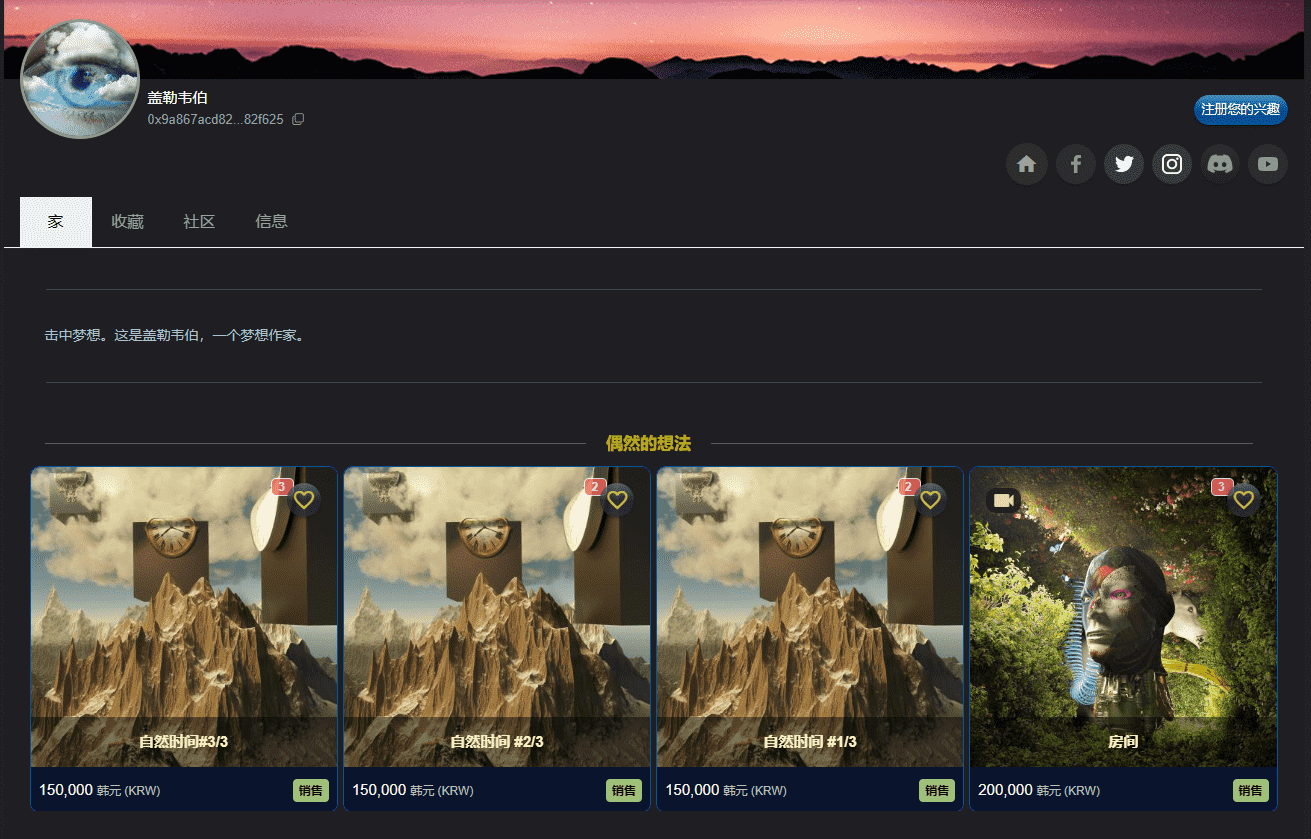 盖勒韦伯
0x9a867acd82...82f625
注册您的兴趣
家 收藏 社区 信息
击中梦想。这是盖勒韦伯，一个梦想作家。
偶然的想法
3 2 2 3
自然时间#3/3 自然时间 #2/3 自然时间 #1/3 房间
150,000 韩元 (KRW) 销售 150,000 韩元 (KRW) 销售 150,000 韩元 (KRW) 销售 200,000 韩元 (KRW) 销售